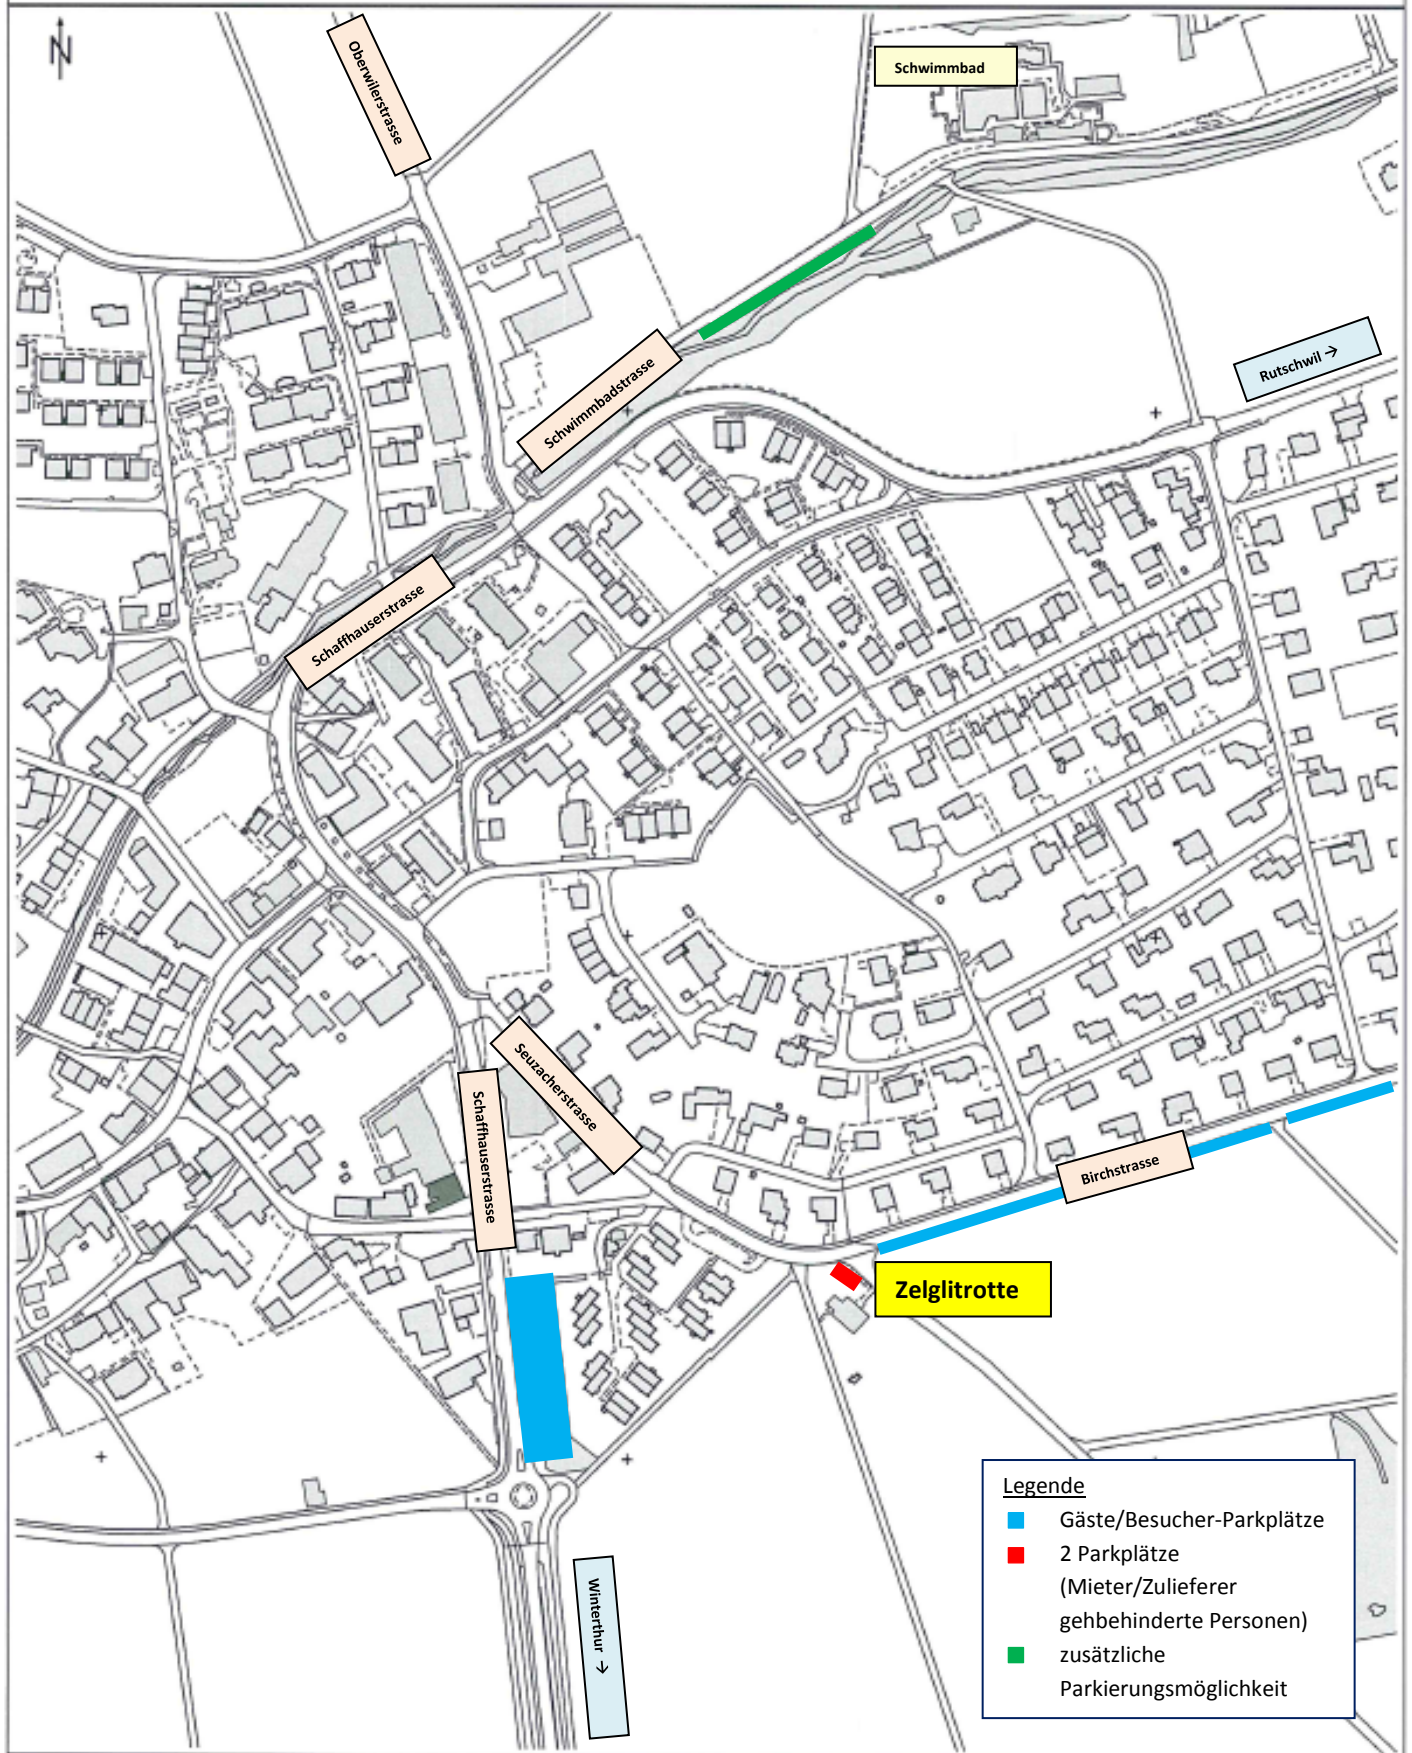 N
Oberwilerstrasse
Schwimmbad
Rutschwil →
Schwimmbadstrasse
Schaffhauserstrasse
Seuzacherstrasse
Schaffhauserstrasse
Birchstrasse
Zelglitrotte
Winterthur →
Legende
Gäste/Besucher-Parkplätze
2 Parkplätze
(Mieter/Zulieferer
gehbehinderte Personen)
zusätzliche
Parkierungsmöglichkeit